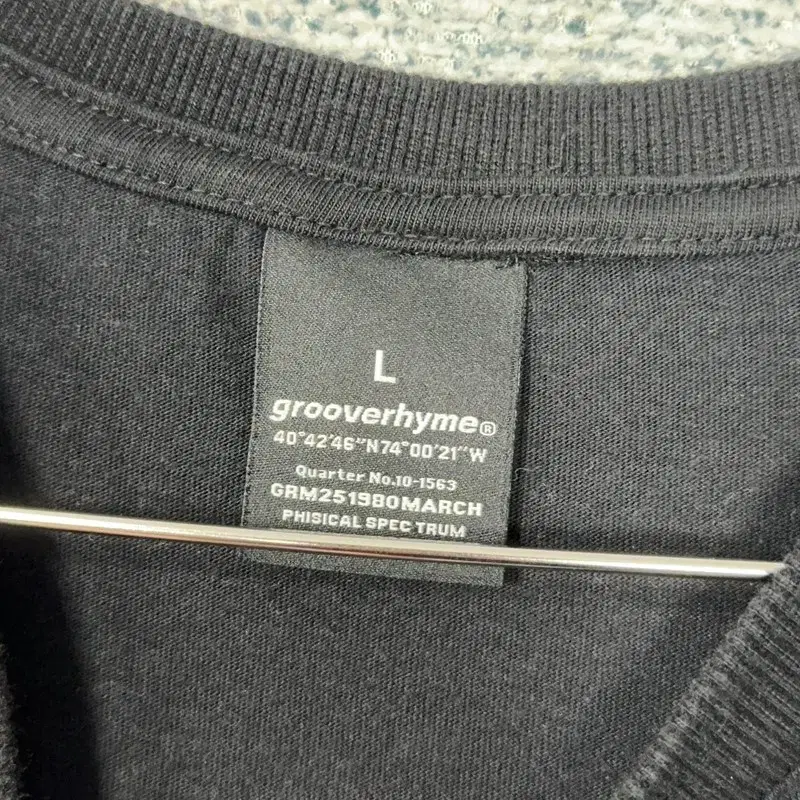 L
grooverhyme®
40°42'46"N74°00'21"W
Quarter No.10-1563
GRM251980MARCH
PHISICAL SPEC TRUM